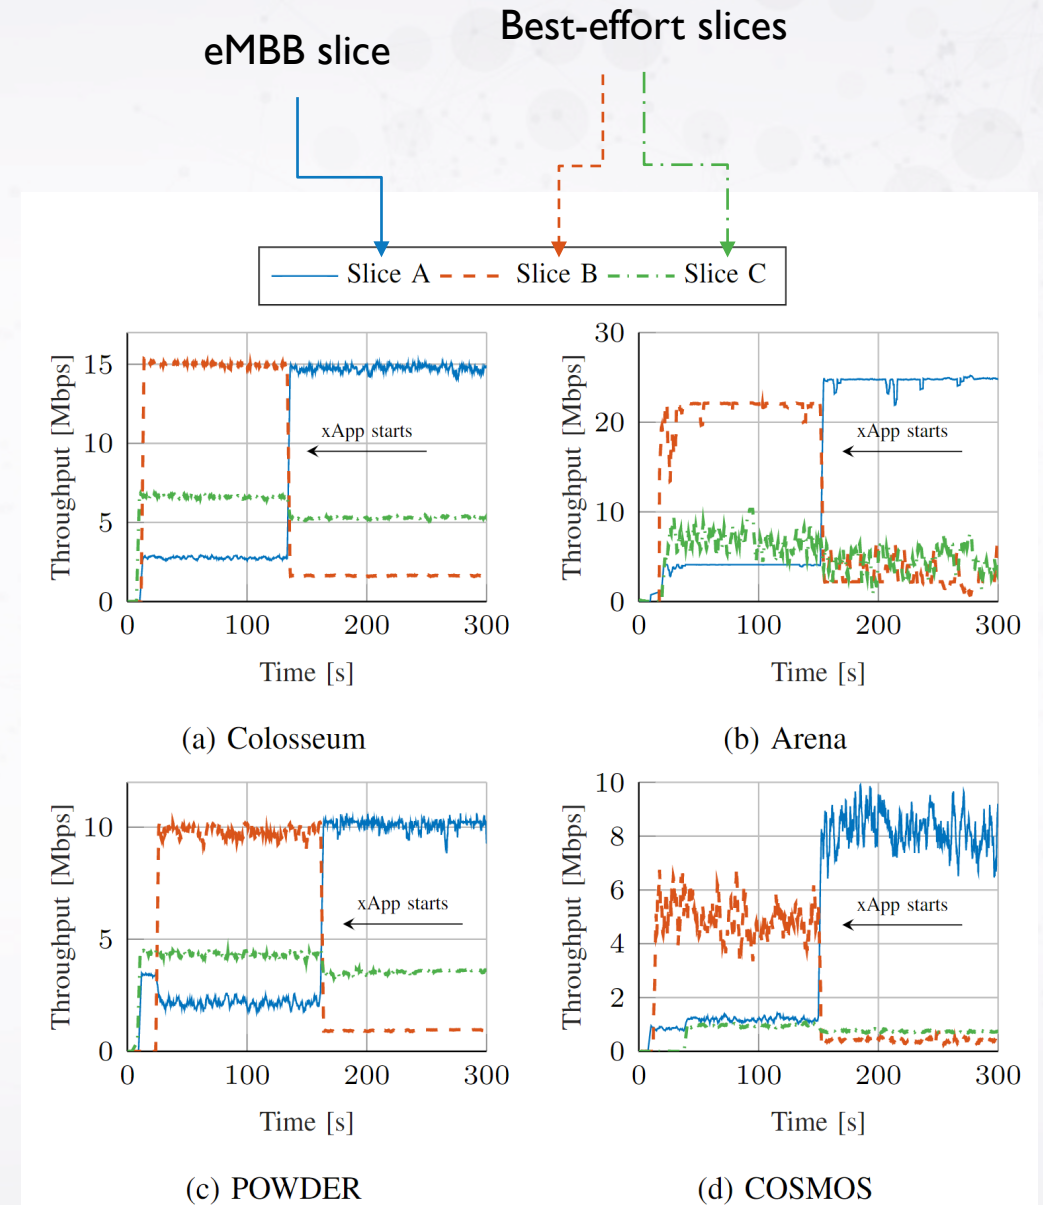 Best-effort slices
eMBB slice
Slice A Slice B Slice C
Throughput [Mbps]
15
10
5
0
xApp starts
0 100 200 300
Time [s]
(a) Colosseum
Throughput [Mbps]
30
20
10
0
xApp starts
0 100 200 300
Time [s]
(b) Arena
Throughput [Mbps]
10
5
0
xApp starts
0 100 200 300
Time [s]
(c) POWDER
Throughput [Mbps]
10
8
6
4
2
0
xApp starts
0 100 200 300
Time [s]
(d) COSMOS